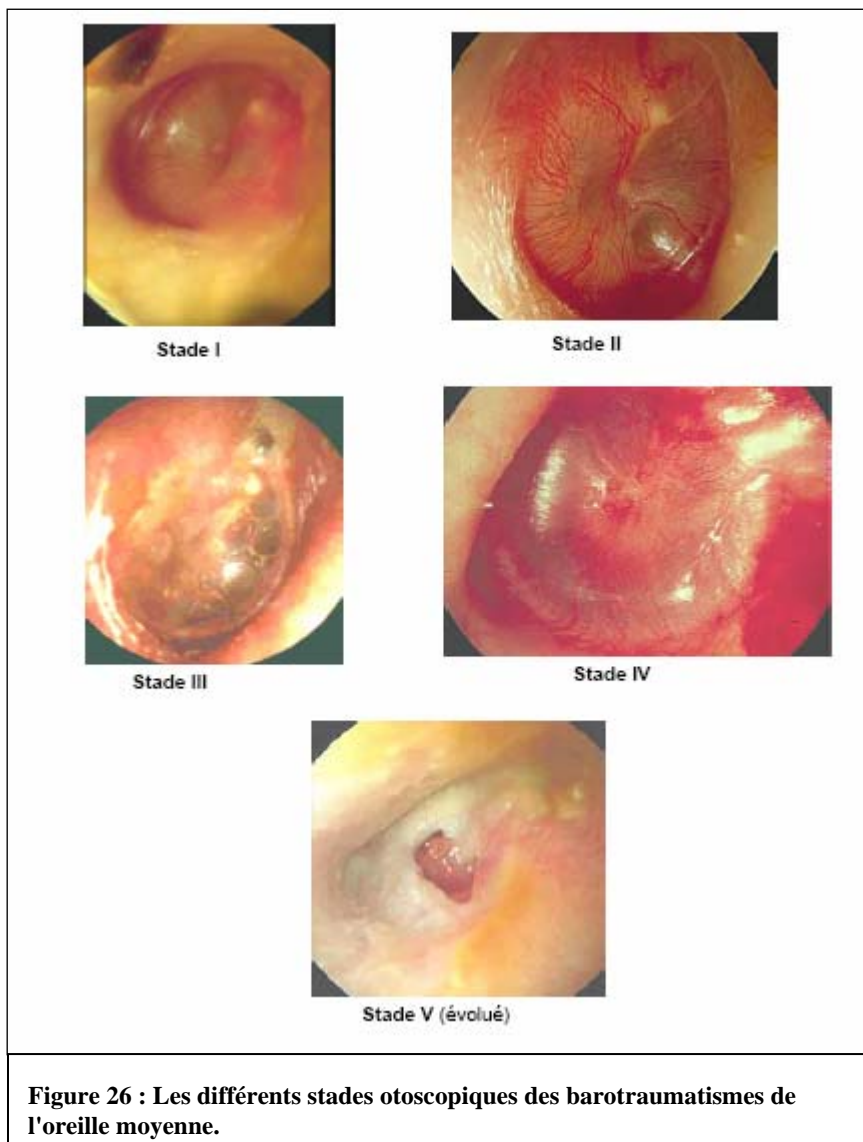 Stade I
Stade II
Stade III
Stade IV
Stade V (évolué)
Figure 26 : Les différents stades otoscopiques des barotraumatismes de
l'oreille moyenne.